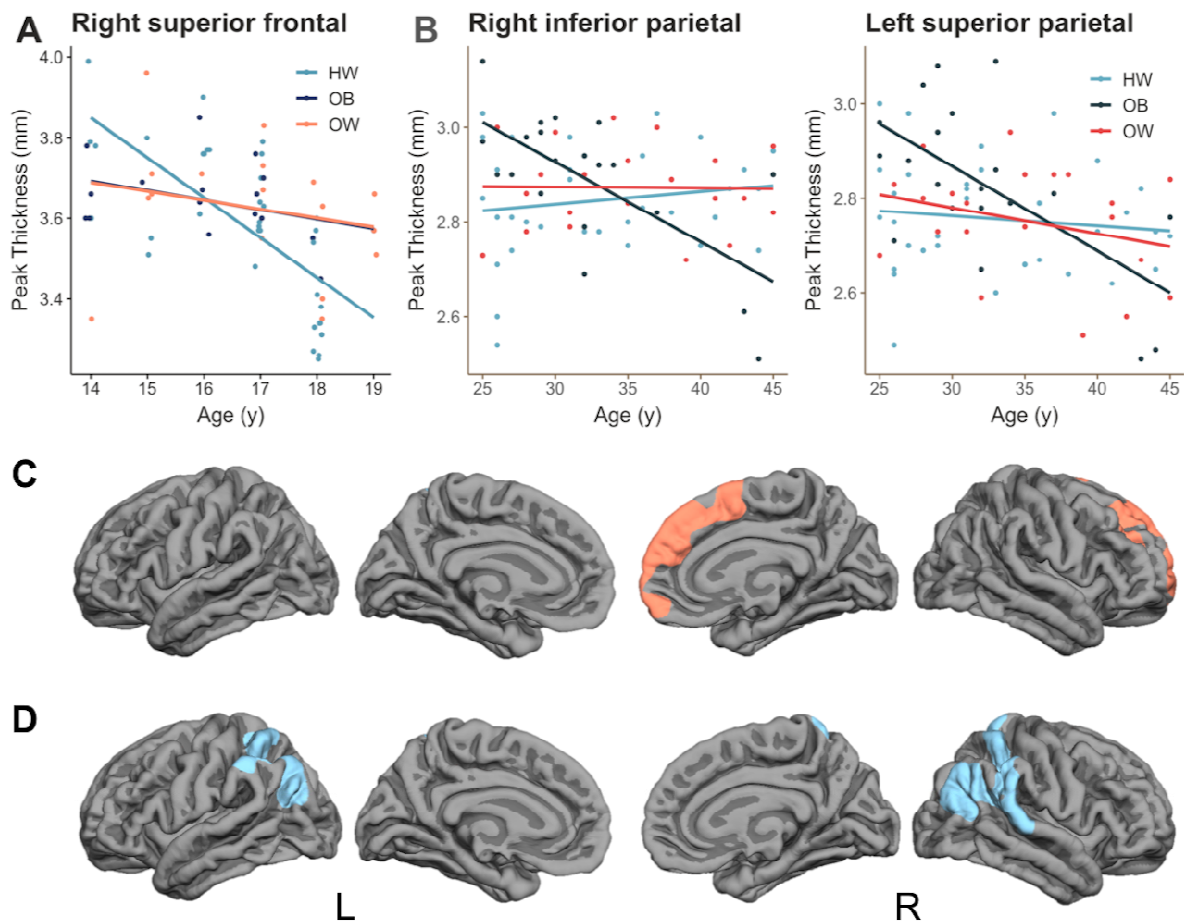 A Right superior frontal
B Right inferior parietal
Left superior parietal
Peak Thickness (mm)
4.0
3.8
3.6
3.4
HW
OB
OW
14 15 16 17 18 19
Age (y)
Peak Thickness (mm)
3.0
2.8
2.6
25 30 35 40 45
Age (y)
Peak Thickness (mm)
3.0
2.8
2.6
HW
OB
OW
25 30 35 40 45
Age (y)
C
D
L R